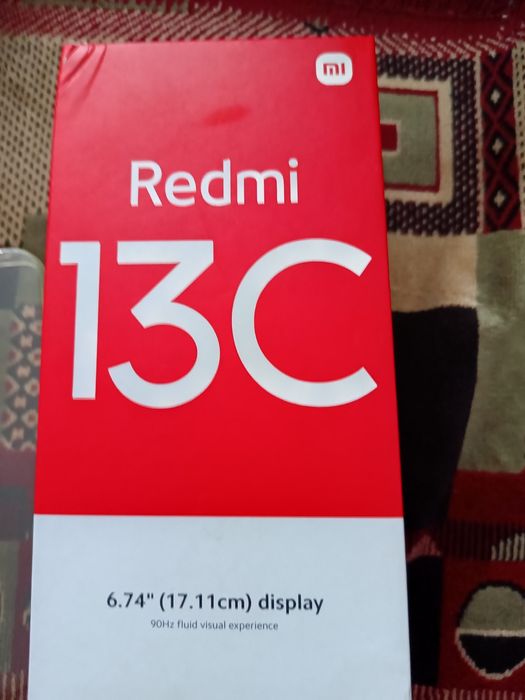 mi
Redmi
13C
6.74" (17.11cm) display
90Hz fluid visual experience